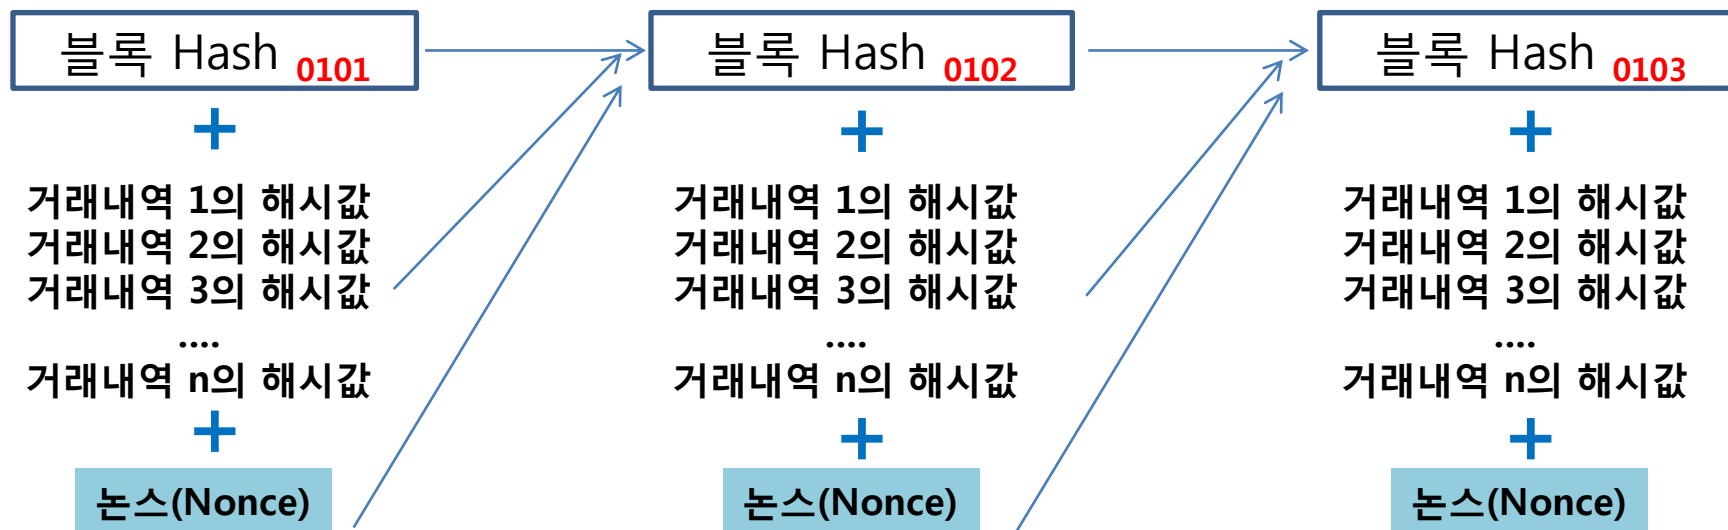 블록 Hash 0101
+
거래내역 1의 해시값
거래내역 2의 해시값
거래내역 3의 해시값
....
거래내역 n의 해시값
+
논스(Nonce)
블록 Hash 0102
+
거래내역 1의 해시값
거래내역 2의 해시값
거래내역 3의 해시값
....
거래내역 n의 해시값
+
논스(Nonce)
블록 Hash 0103
+
거래내역 1의 해시값
거래내역 2의 해시값
거래내역 3의 해시값
....
거래내역 n의 해시값
+
논스(Nonce)